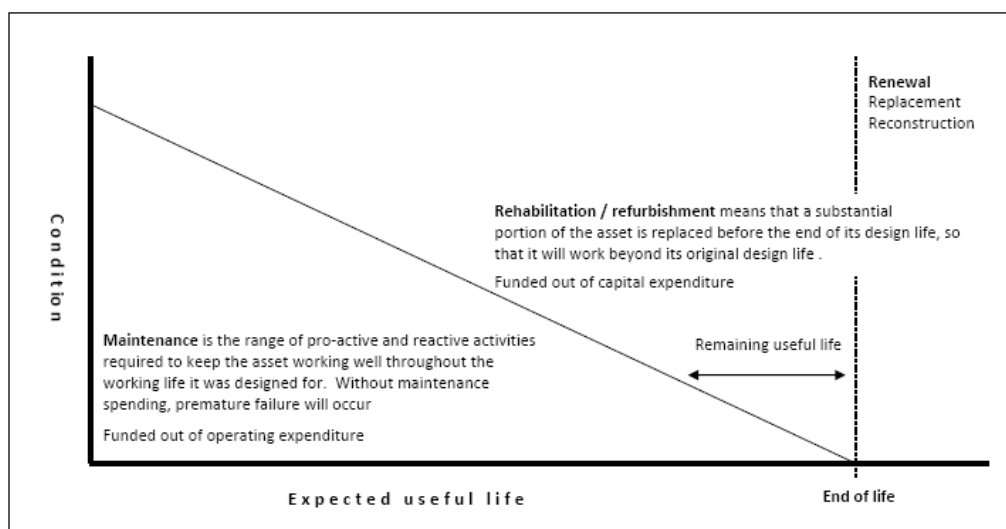 Renewal
Replacement
Reconstruction
Rehabilitation / refurbishment means that a substantial
portion of the asset is replaced before the end of its design life, so
that it will work beyond its original design life .
Funded out of capital expenditure
Condition
Maintenance is the range of pro-active and reactive activities
required to keep the asset working well throughout the
working life it was designed for.  Without maintenance
spending, premature failure will occur
Funded out of operating expenditure
Remaining useful life
Expected useful life
End of life